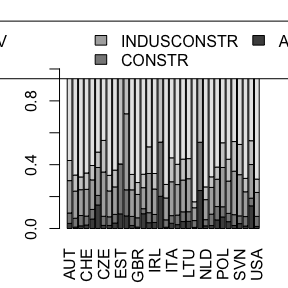 V INDUSCONSTR A
CONSTR
0.8
0.4
0.0
AUT CHE CZE EST GBR IRL ITA LTU NLD POL SVN USA